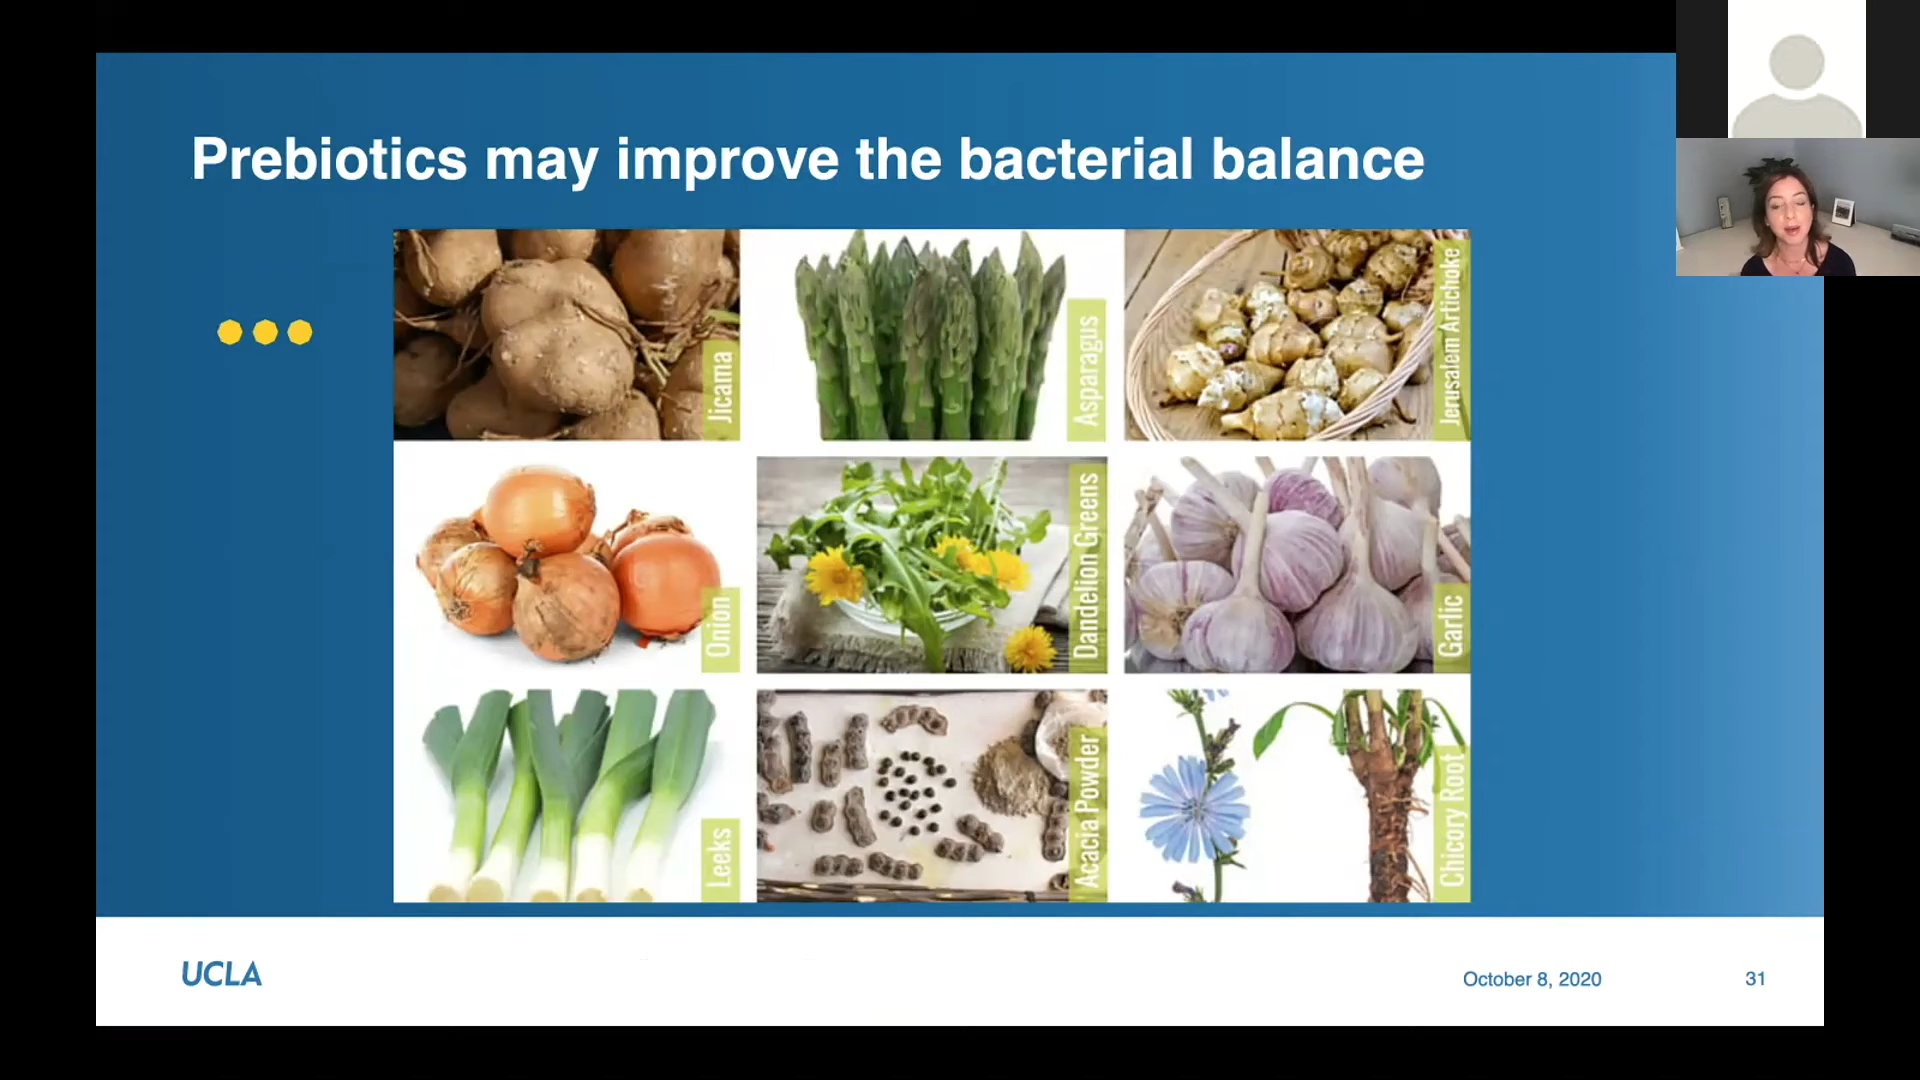 Prebiotics may improve the bacterial balance
Jicama
Asparagus
Jerusalem Artichoke
Onion
Dandelion Greens
Garlic
Leeks
Acacia Powder
Chicory Root
UCLA
October 8, 2020
31